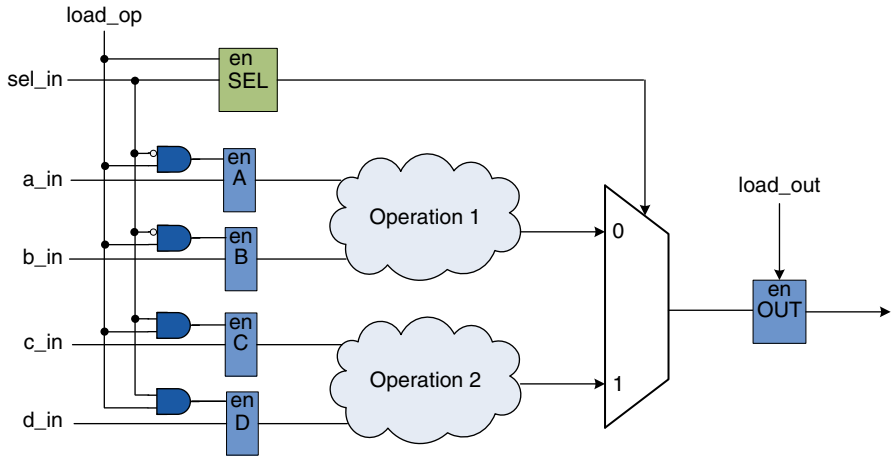 load_op
sel_in
en
SEL
a_in
en
A
Operation 1
b_in
en
B
0
load_out
en
OUT
c_in
en
C
Operation 2
1
d_in
en
D